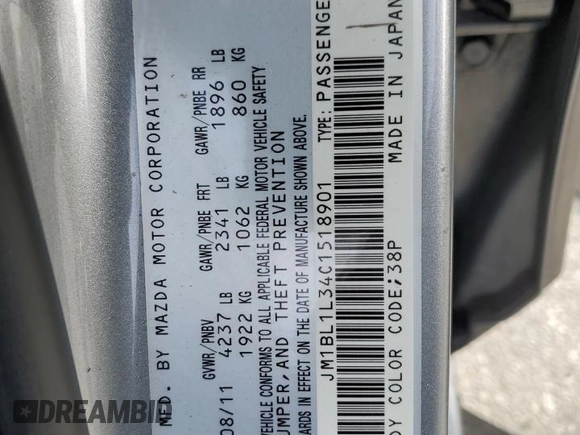 MFD. BY MAZDA MOTOR CORPORATION
GVWR/PNBV GAWR/PNBE FRT GAWR/PNBE RR
08/11 4237 LB 2341 LB 1896 LB
1922 KG 1062 KG 860 KG
VEHICLE CONFORMS TO ALL APPLICABLE FEDERAL MOTOR VEHICLE SAFETY
UMPER, AND THEFT PREVENTION
ARDS IN EFFECT ON THE DATE OF MANUFACTURE SHOWN ABOVE.
JM1BL1L34C1518901 TYPE: PASSENGE
DY COLOR CODE;38P MADE IN JAPAN
DREAMBID